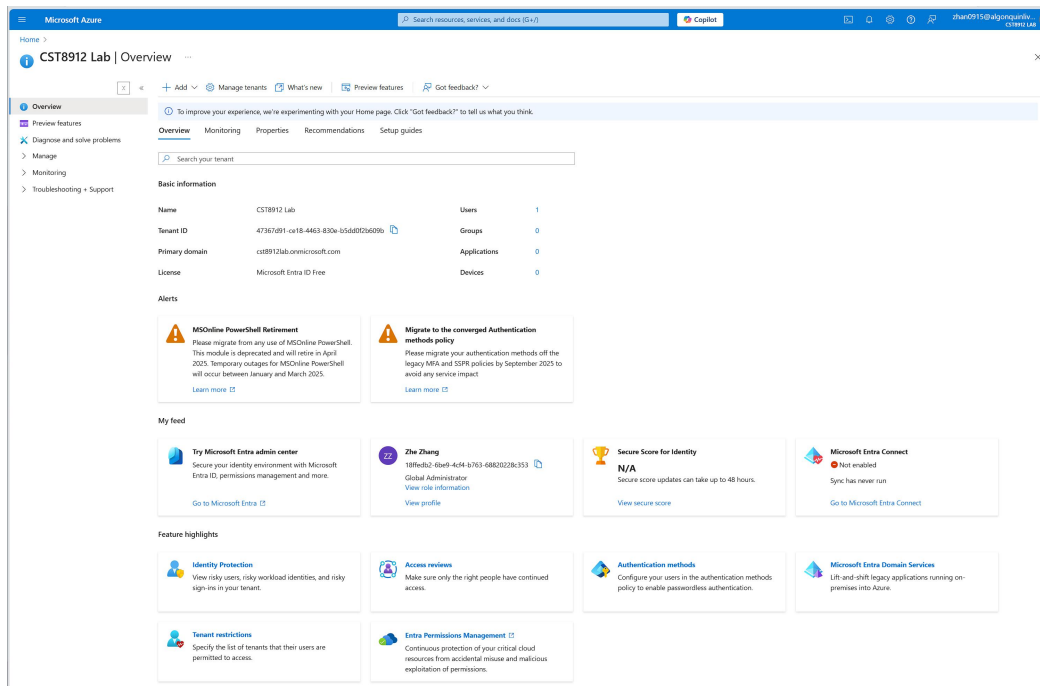 Microsoft Azure
Search resources, services, and docs (G+/)
Copilot
zhan0915@algonquinliv...
CST8912 LAB
Home >
CST8912 Lab | Overview ...
Add
Manage tenants
What's new
Preview features
Got feedback?
Overview
Preview features
Diagnose and solve problems
Manage
Monitoring
Troubleshooting + Support
To improve your experience, we're experimenting with your Home page. Click "Got feedback?" to tell us what you think.
Overview
Monitoring
Properties
Recommendations
Setup guides
Search your tenant
Basic information
Name CST8912 Lab Users 1
Tenant ID 47367d91-ce18-4463-830e-b5dd0f2b609b Groups 0
Primary domain cst8912lab.onmicrosoft.com Applications 0
License Microsoft Entra ID Free Devices 0
Alerts
MSOnline PowerShell Retirement
Please migrate from any use of MSOnline PowerShell.
This module is deprecated and will retire in April
2025. Temporary outages for MSOnline PowerShell
will occur between January and March 2025.
Learn more
Migrate to the converged Authentication
methods policy
Please migrate your authentication methods off the
legacy MFA and SSPR policies by September 2025 to
avoid any service impact
Learn more
My feed
Try Microsoft Entra admin center
Secure your identity environment with Microsoft
Entra ID, permissions management and more.
Go to Microsoft Entra
ZZ
Zhe Zhang
18ffedb2-6be9-4cf4-b763-68820228c353
Global Administrator
View role information
View profile
Secure Score for Identity
N/A
Secure score updates can take up to 48 hours.
View secure score
Microsoft Entra Connect
Not enabled
Sync has never run
Go to Microsoft Entra Connect
Feature highlights
Identity Protection
View risky users, risky workload identities, and risky
sign-ins in your tenant.
Access reviews
Make sure only the right people have continued
access.
Authentication methods
Configure your users in the authentication methods
policy to enable passwordless authentication.
Microsoft Entra Domain Services
Lift-and-shift legacy applications running on-
premises into Azure.
Tenant restrictions
Specify the list of tenants that their users are
permitted to access.
Entra Permissions Management
Continuous protection of your critical cloud
resources from accidental misuse and malicious
exploitation of permissions.